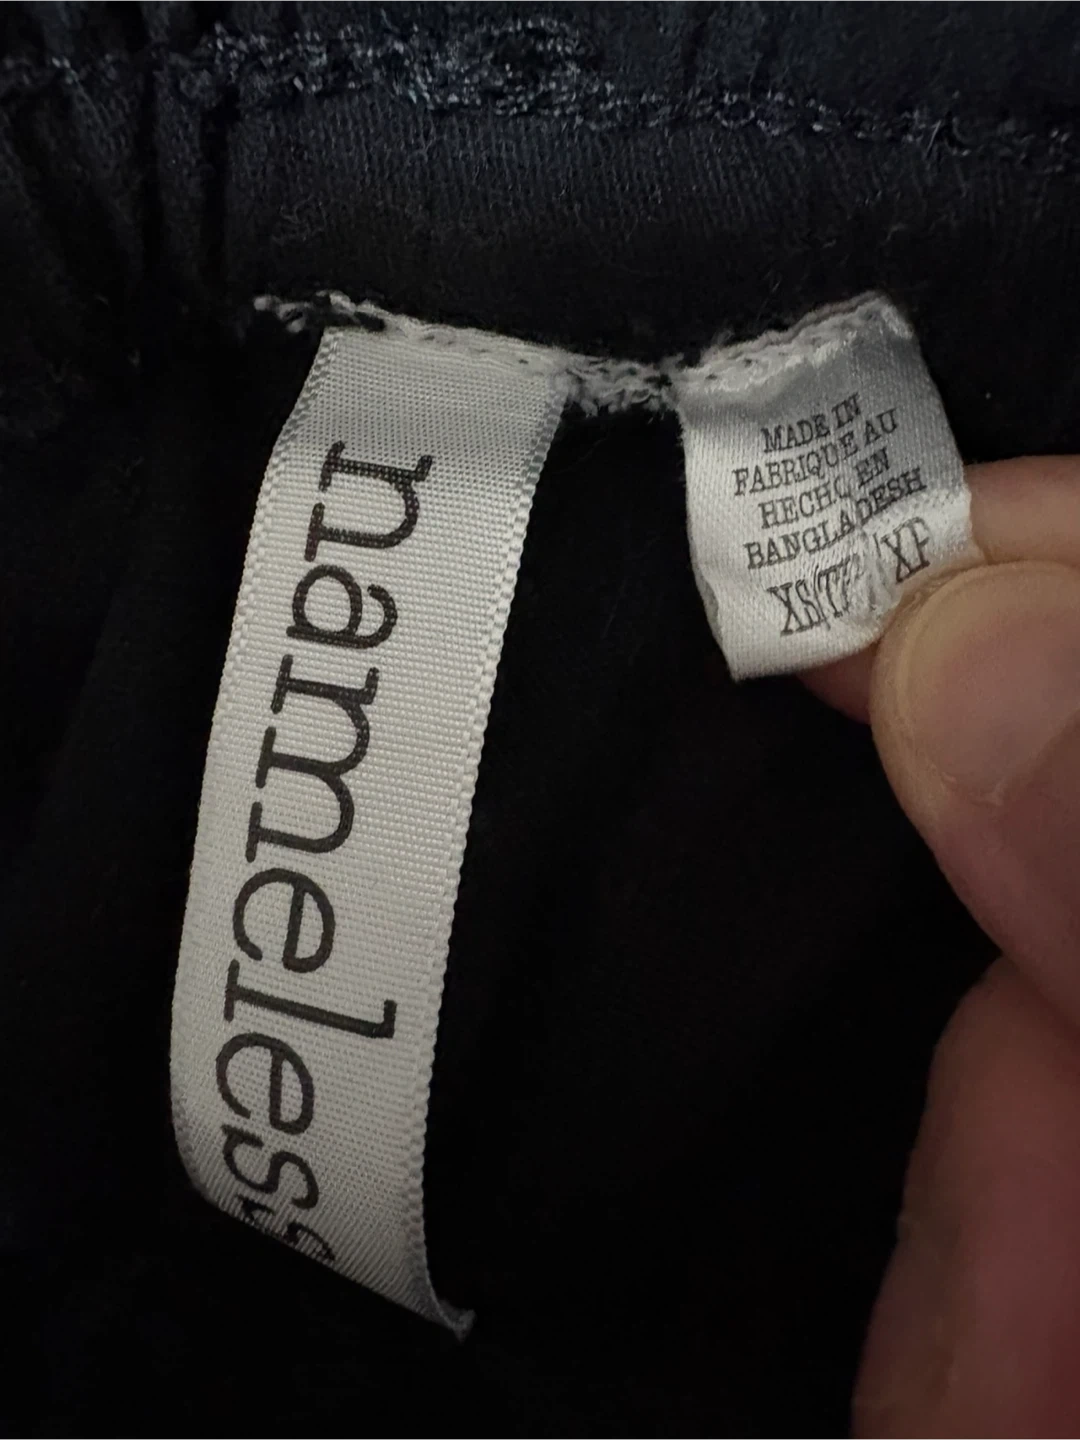 nameless
MADE IN
FABRIQUE AU
HECHO EN
BANGLADESH
XS/TP/XP